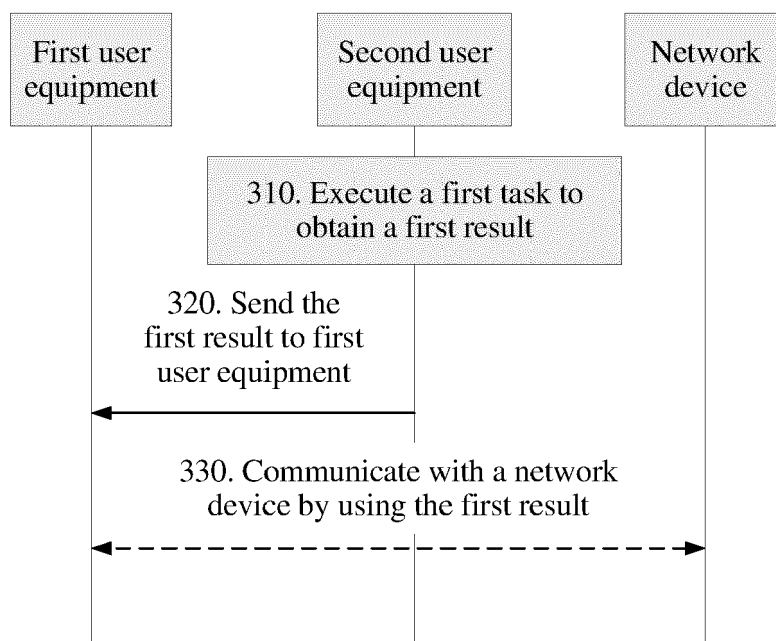 First user
equipment
Second user
equipment
Network
device
310. Execute a first task to
obtain a first result
320. Send the
first result to first
user equipment
330. Communicate with a network
device by using the first result